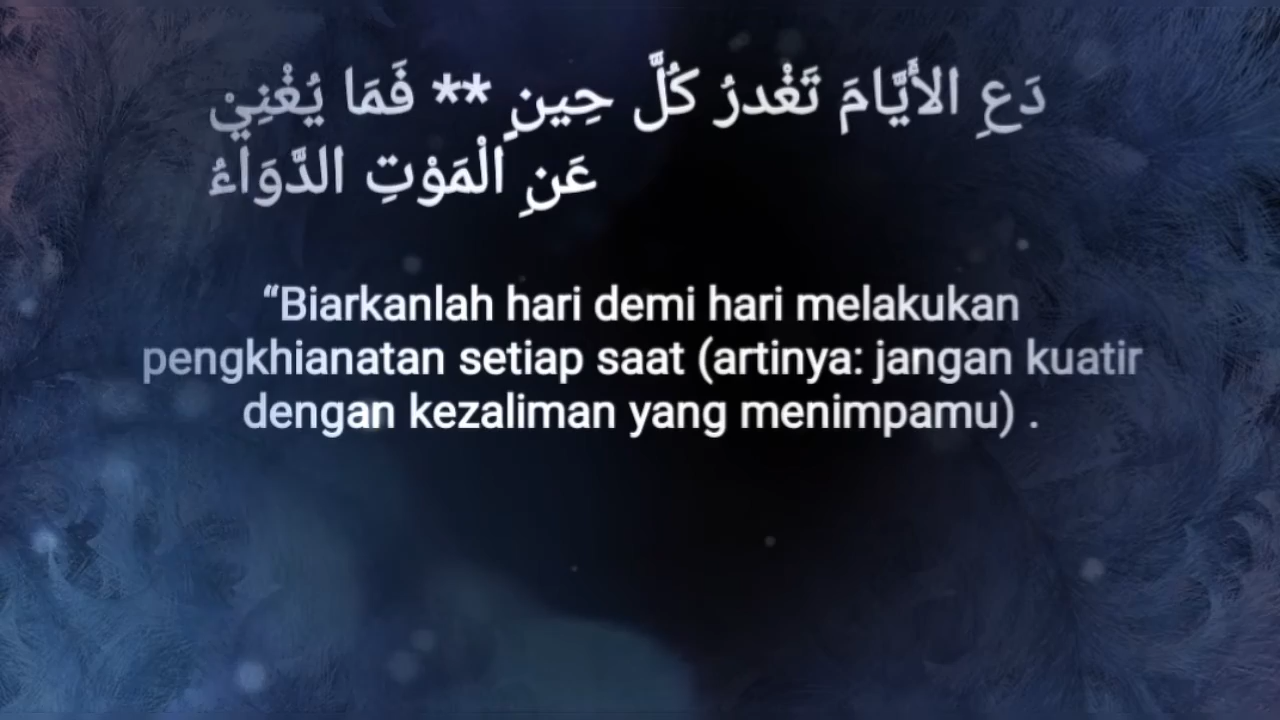 دَعِ الأَيَّامَ تَغْدرُ كُلَّ حِينٍ ** فَمَا يُغْنِيْ
عَنِ الْمَوْتِ الدَّوَاءُ
“Biarkanlah hari demi hari melakukan
pengkhianatan setiap saat (artinya: jangan kuatir
dengan kezaliman yang menimpamu) .